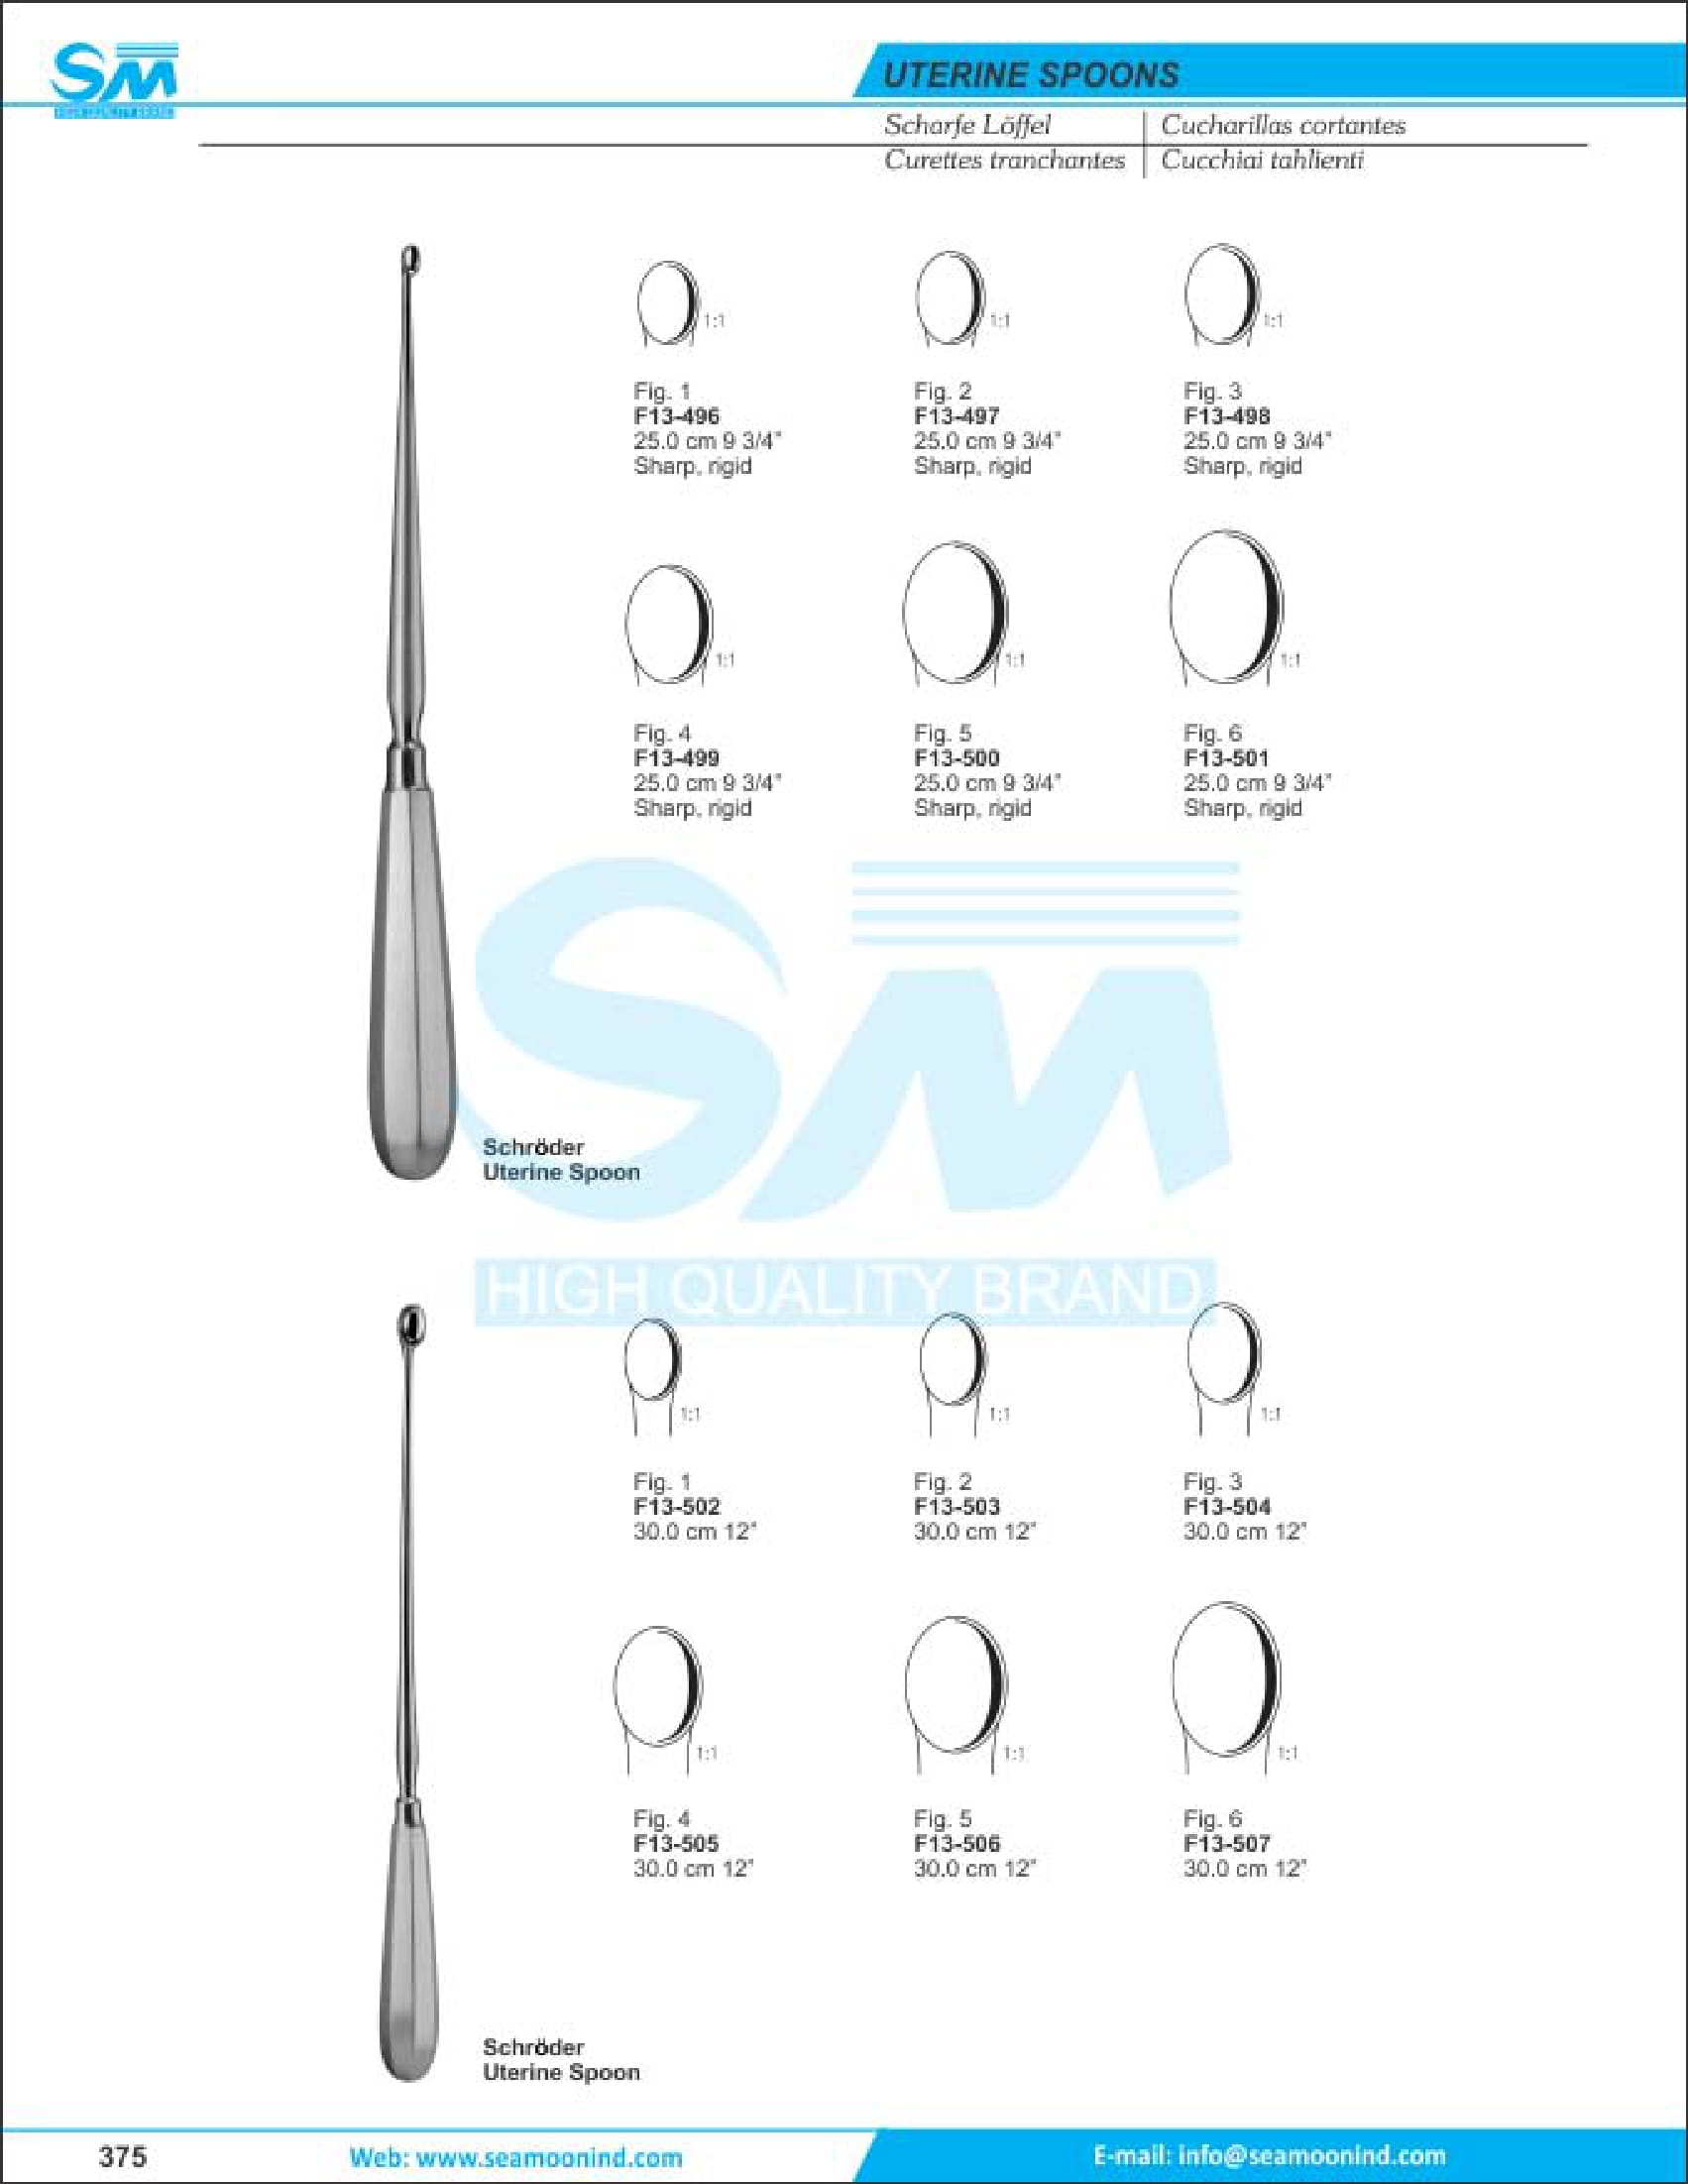 SM
UTERINE SPOONS
Scharfe Löffel
Cucharillas cortantes
Curettes tranchantes
Cucchiai tahlienti
1:1
1:1
1:1
Fig. 1
F13-496
25.0 cm 9 3/4"
Sharp, rigid
Fig. 2
F13-497
25.0 cm 9 3/4"
Sharp, rigid
Fig. 3
F13-498
25.0 cm 9 3/4"
Sharp, rigid
1:1
1:1
1:1
Fig. 4
F13-499
25.0 cm 9 3/4"
Sharp, rigid
Fig. 5
F13-500
25.0 cm 9 3/4"
Sharp, rigid
Fig. 6
F13-501
25.0 cm 9 3/4"
Sharp, rigid
SM
HIGH QUALITY BRAND
Schröder
Uterine Spoon
1:1
1:1
1:1
Fig. 1
F13-502
30.0 cm 12"
Fig. 2
F13-503
30.0 cm 12"
Fig. 3
F13-504
30.0 cm 12"
1:1
1:1
1:1
Fig. 4
F13-505
30.0 cm 12"
Fig. 5
F13-506
30.0 cm 12"
Fig. 6
F13-507
30.0 cm 12"
Schröder
Uterine Spoon
375
Web: www.seamoonind.com
E-mail: info@seamoonind.com